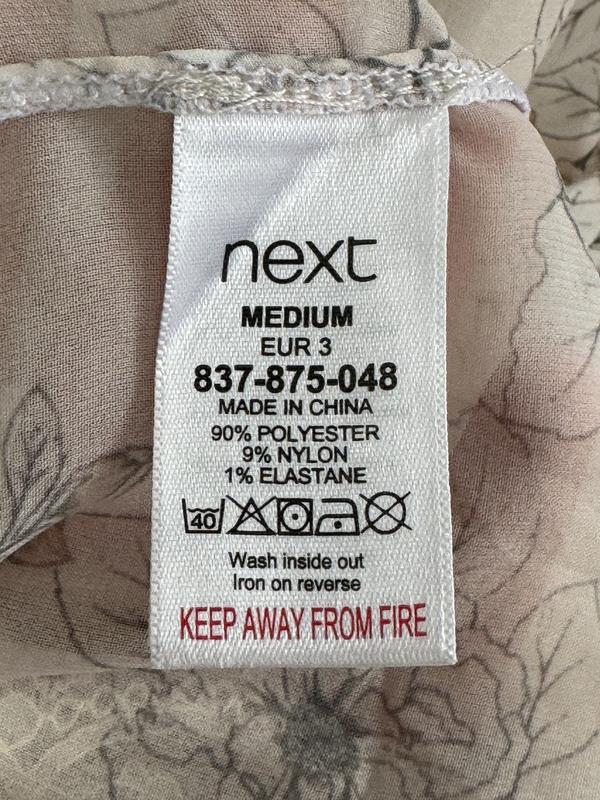 next
MEDIUM
EUR 3
837-875-048
MADE IN CHINA
90% POLYESTER
9% NYLON
1% ELASTANE
40
Wash inside out
Iron on reverse
KEEP AWAY FROM FIRE